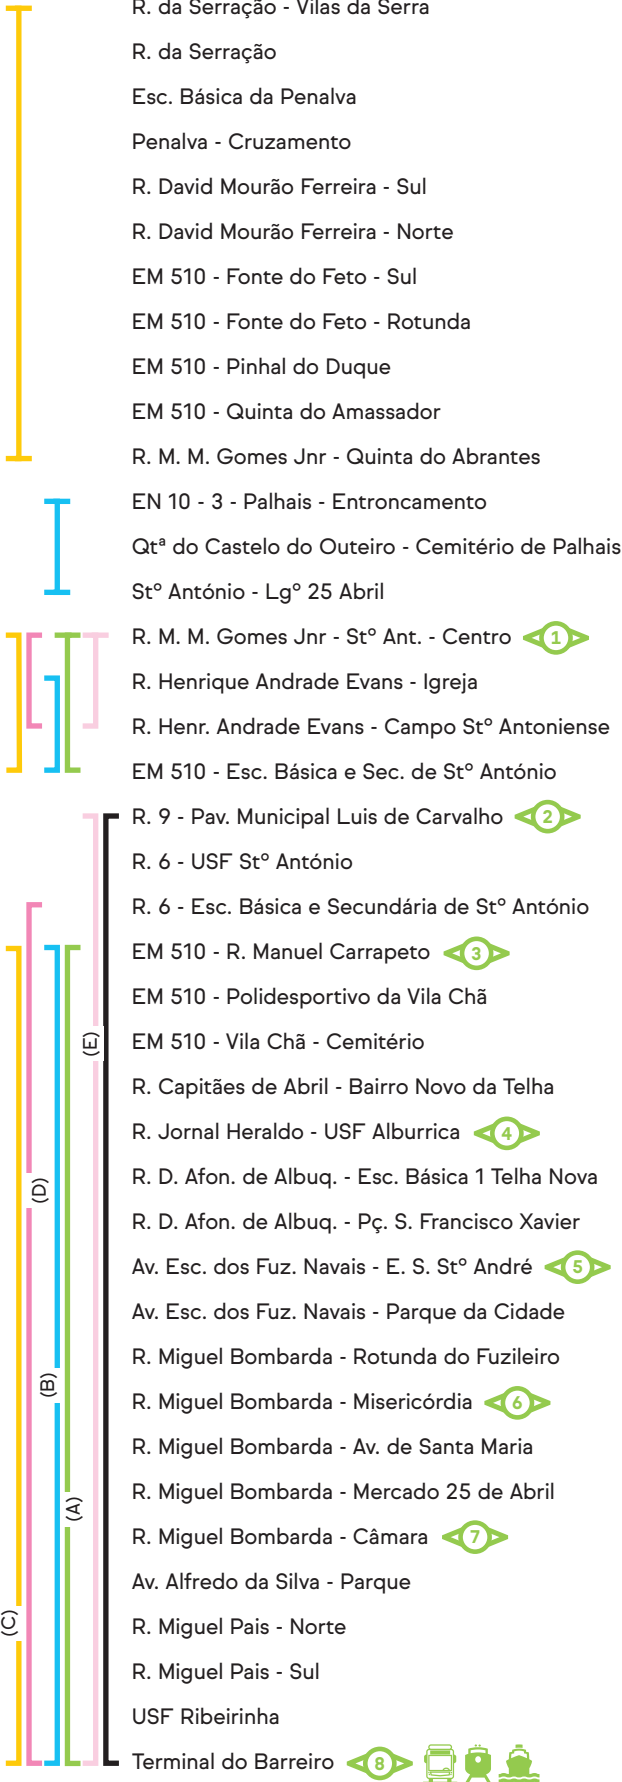 R. da Serração - Vilas da Serra
R. da Serração
Esc. Básica da Penalva
Penalva - Cruzamento
R. David Mourão Ferreira - Sul
R. David Mourão Ferreira - Norte
EM 510 - Fonte do Feto - Sul
EM 510 - Fonte do Feto - Rotunda
EM 510 - Pinhal do Duque
EM 510 - Quinta do Amassador
R. M. M. Gomes Jnr - Quinta do Abrantes
EN 10 - 3 - Palhais - Entroncamento
Qtª do Castelo do Outeiro - Cemitério de Palhais
Stº António - Lgº 25 Abril
R. M. M. Gomes Jnr - Stº Ant. - Centro 1
R. Henrique Andrade Evans - Igreja
R. Henr. Andrade Evans - Campo Stº Antoniense
EM 510 - Esc. Básica e Sec. de Stº António
R. 9 - Pav. Municipal Luis de Carvalho 2
R. 6 - USF Stº António
R. 6 - Esc. Básica e Secundária de Stº António
EM 510 - R. Manuel Carrapeto 3
EM 510 - Polidesportivo da Vila Chã
EM 510 - Vila Chã - Cemitério
(E)
R. Capitães de Abril - Bairro Novo da Telha
R. Jornal Heraldo - USF Alburrica 4
R. D. Afon. de Albuq. - Esc. Básica 1 Telha Nova
(D)
R. D. Afon. de Albuq. - Pç. S. Francisco Xavier
Av. Esc. dos Fuz. Navais - E. S. Stº André 5
Av. Esc. dos Fuz. Navais - Parque da Cidade
R. Miguel Bombarda - Rotunda do Fuzileiro
(B)
R. Miguel Bombarda - Misericórdia 6
R. Miguel Bombarda - Av. de Santa Maria
R. Miguel Bombarda - Mercado 25 de Abril
(A)
R. Miguel Bombarda - Câmara 7
Av. Alfredo da Silva - Parque
(C)
R. Miguel Pais - Norte
R. Miguel Pais - Sul
USF Ribeirinha
Terminal do Barreiro 8